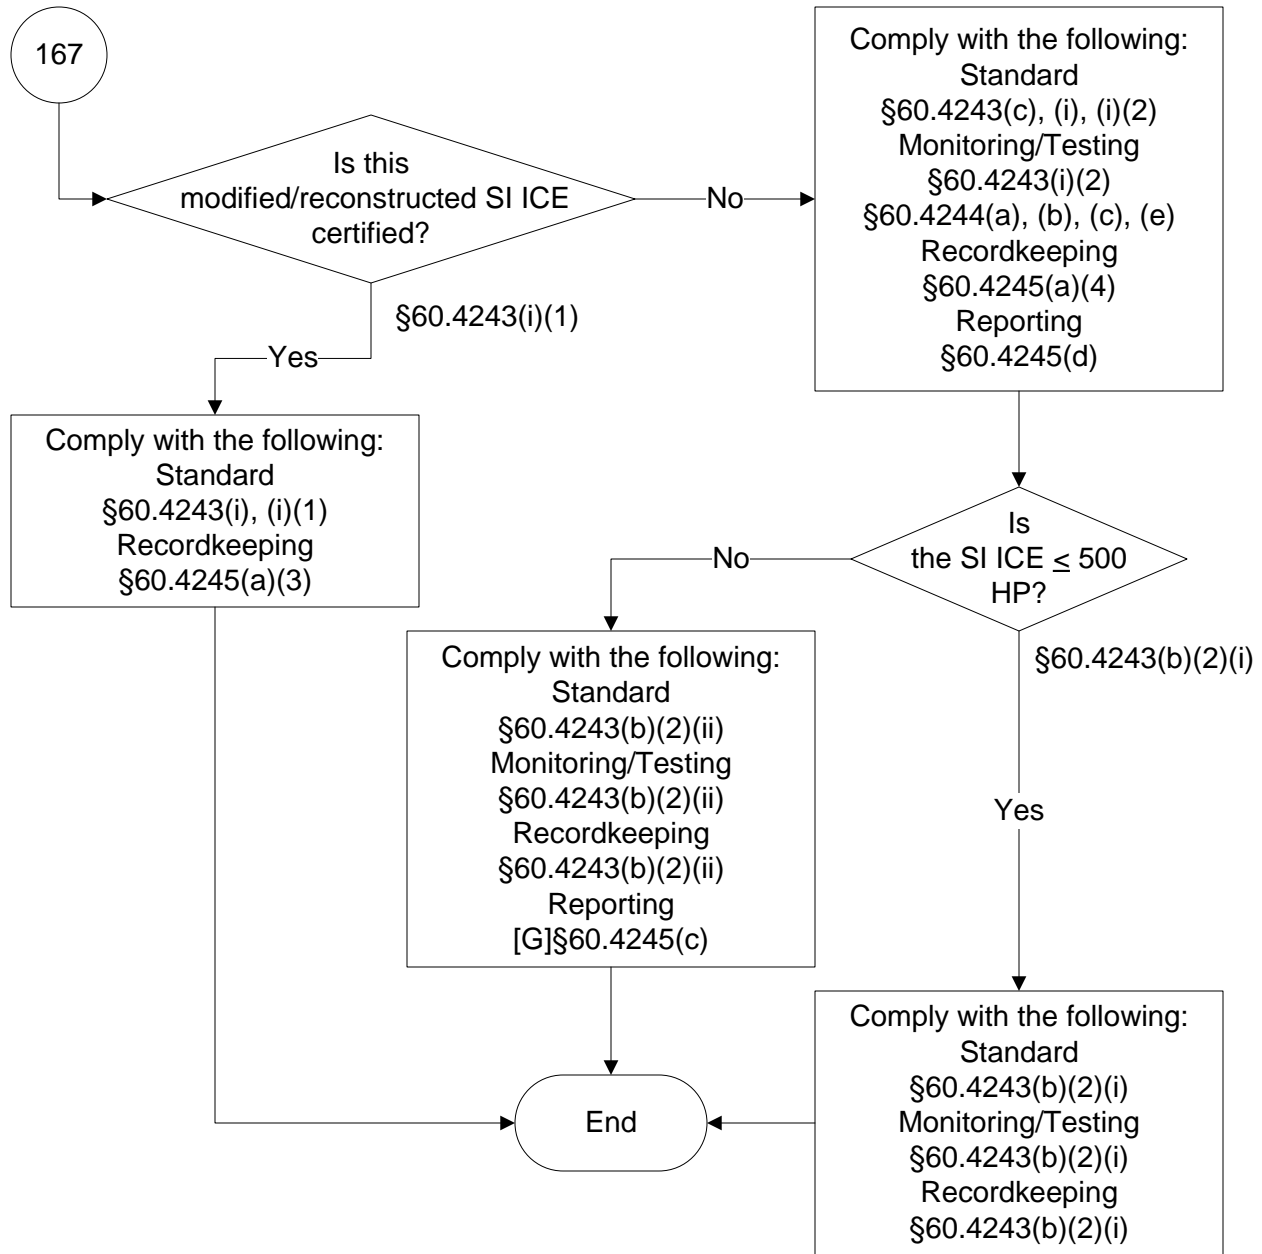 167
Is this
modified/reconstructed SI ICE
certified?
No
§60.4243(i)(1)
Yes
Comply with the following:
Standard
§60.4243(c), (i), (i)(2)
Monitoring/Testing
§60.4243(i)(2)
§60.4244(a), (b), (c), (e)
Recordkeeping
§60.4245(a)(4)
Reporting
§60.4245(d)
Comply with the following:
Standard
§60.4243(i), (i)(1)
Recordkeeping
§60.4245(a)(3)
Is
the SI ICE ≤ 500
HP?
No
§60.4243(b)(2)(i)
Yes
Comply with the following:
Standard
§60.4243(b)(2)(ii)
Monitoring/Testing
§60.4243(b)(2)(ii)
Recordkeeping
§60.4243(b)(2)(ii)
Reporting
[G]§60.4245(c)
Comply with the following:
Standard
§60.4243(b)(2)(i)
Monitoring/Testing
§60.4243(b)(2)(i)
Recordkeeping
§60.4243(b)(2)(i)
End